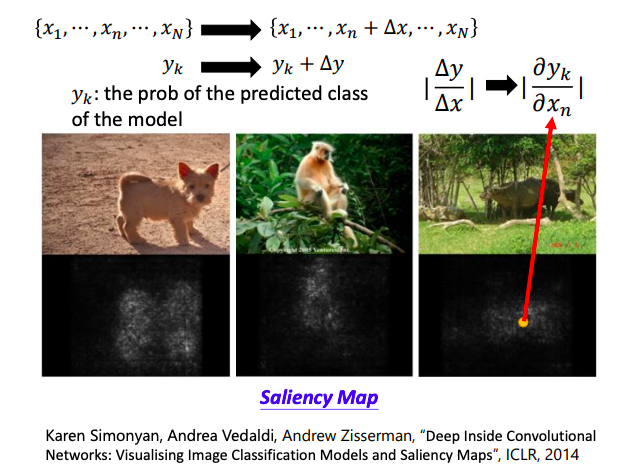 {x₁, ⋯, xₙ, ⋯, x_N} → {x₁, ⋯, xₙ + Δx, ⋯, x_N}
yₖ → yₖ + Δy
|Δy/Δx| → |∂yₖ/∂xₙ|
yₖ: the prob of the predicted class
of the model
Saliency Map
Karen Simonyan, Andrea Vedaldi, Andrew Zisserman, “Deep Inside Convolutional
Networks: Visualising Image Classification Models and Saliency Maps”, ICLR, 2014